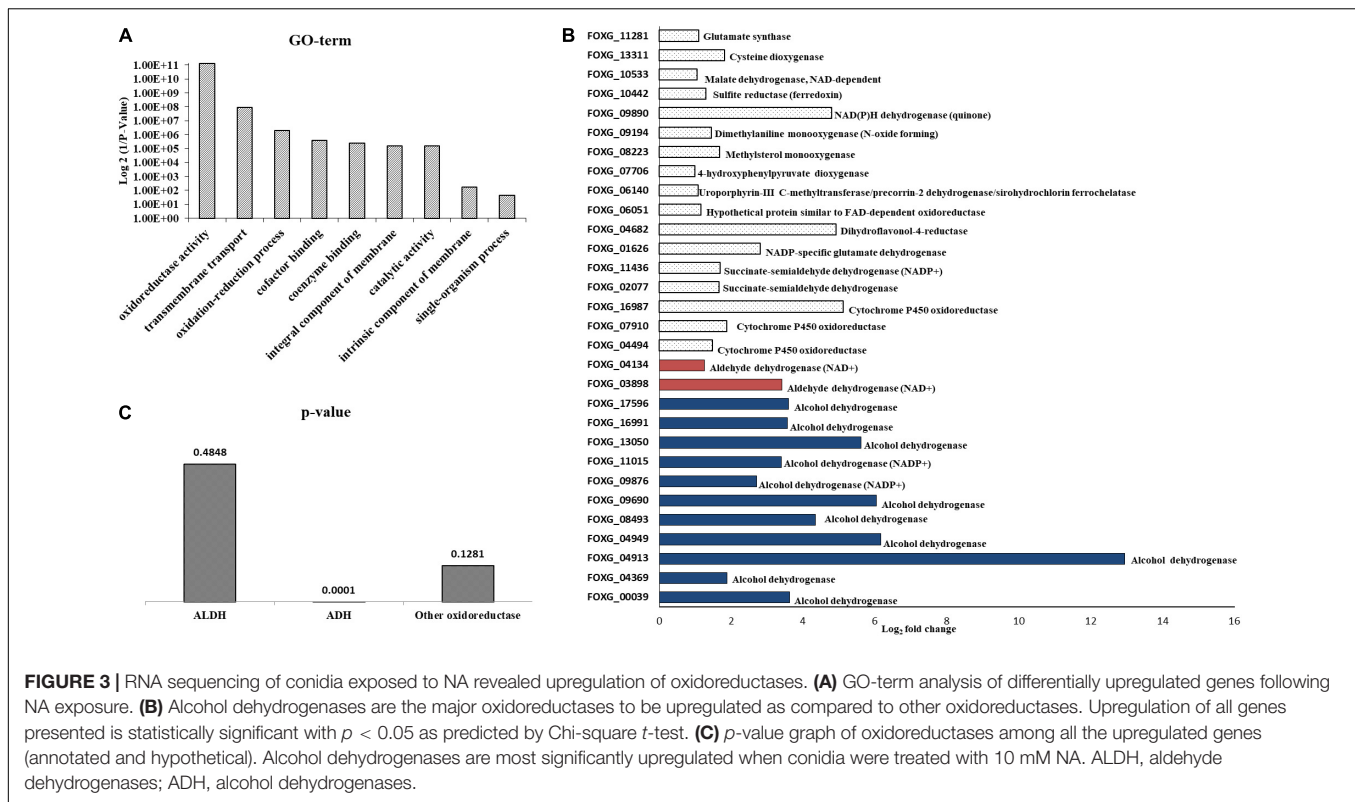 A
GO-term
Log 2 (1/P-Value)
1.00E+11
1.00E+10
1.00E+09
1.00E+08
1.00E+07
1.00E+06
1.00E+05
1.00E+04
1.00E+03
1.00E+02
1.00E+01
1.00E+00
oxidoreductase activity
transmembrane transport
oxidation-reduction process
cofactor binding
coenzyme binding
integral component of membrane
catalytic activity
intrinsic component of membrane
single-organism process
B
FOXG_11281 Glutamate synthase
FOXG_13311 Cysteine dioxygenase
FOXG_10533 Malate dehydrogenase, NAD-dependent
FOXG_10442 Sulfite reductase (ferredoxin)
FOXG_09890 NAD(P)H dehydrogenase (quinone)
FOXG_09194 Dimethylaniline monooxygenase (N-oxide forming)
FOXG_08223 Methylsterol monooxygenase
FOXG_07706 4-hydroxyphenylpyruvate dioxygenase
FOXG_06140 Uroporphyrin-III C-methyltransferase/precorrin-2 dehydrogenase/sirohydrochlorin ferrochelatase
FOXG_06051 Hypothetical protein similar to FAD-dependent oxidoreductase
FOXG_04682 Dihydroflavonol-4-reductase
FOXG_01626 NADP-specific glutamate dehydrogenase
FOXG_11436 Succinate-semialdehyde dehydrogenase (NADP+)
FOXG_02077 Succinate-semialdehyde dehydrogenase
FOXG_16987 Cytochrome P450 oxidoreductase
FOXG_07910 Cytochrome P450 oxidoreductase
FOXG_04494 Cytochrome P450 oxidoreductase
FOXG_04134 Aldehyde dehydrogenase (NAD+)
FOXG_03898 Aldehyde dehydrogenase (NAD+)
FOXG_17596 Alcohol dehydrogenase
FOXG_16991 Alcohol dehydrogenase
FOXG_13050 Alcohol dehydrogenase
FOXG_11015 Alcohol dehydrogenase (NADP+)
FOXG_09876 Alcohol dehydrogenase (NADP+)
FOXG_09690 Alcohol dehydrogenase
FOXG_08493 Alcohol dehydrogenase
FOXG_04949 Alcohol dehydrogenase
FOXG_04913 Alcohol dehydrogenase
FOXG_04369 Alcohol dehydrogenase
FOXG_00039 Alcohol dehydrogenase
0 2 4 6 8 10 12 14 16
Log2 fold change
C
p-value
0.4848
0.0001
0.1281
ALDH ADH Other oxidoreductase
FIGURE 3 | RNA sequencing of conidia exposed to NA revealed upregulation of oxidoreductases. (A) GO-term analysis of differentially upregulated genes following
NA exposure. (B) Alcohol dehydrogenases are the major oxidoreductases to be upregulated as compared to other oxidoreductases. Upregulation of all genes
presented is statistically significant with p < 0.05 as predicted by Chi-square t-test. (C) p-value graph of oxidoreductases among all the upregulated genes
(annotated and hypothetical). Alcohol dehydrogenases are most significantly upregulated when conidia were treated with 10 mM NA. ALDH, aldehyde
dehydrogenases; ADH, alcohol dehydrogenases.